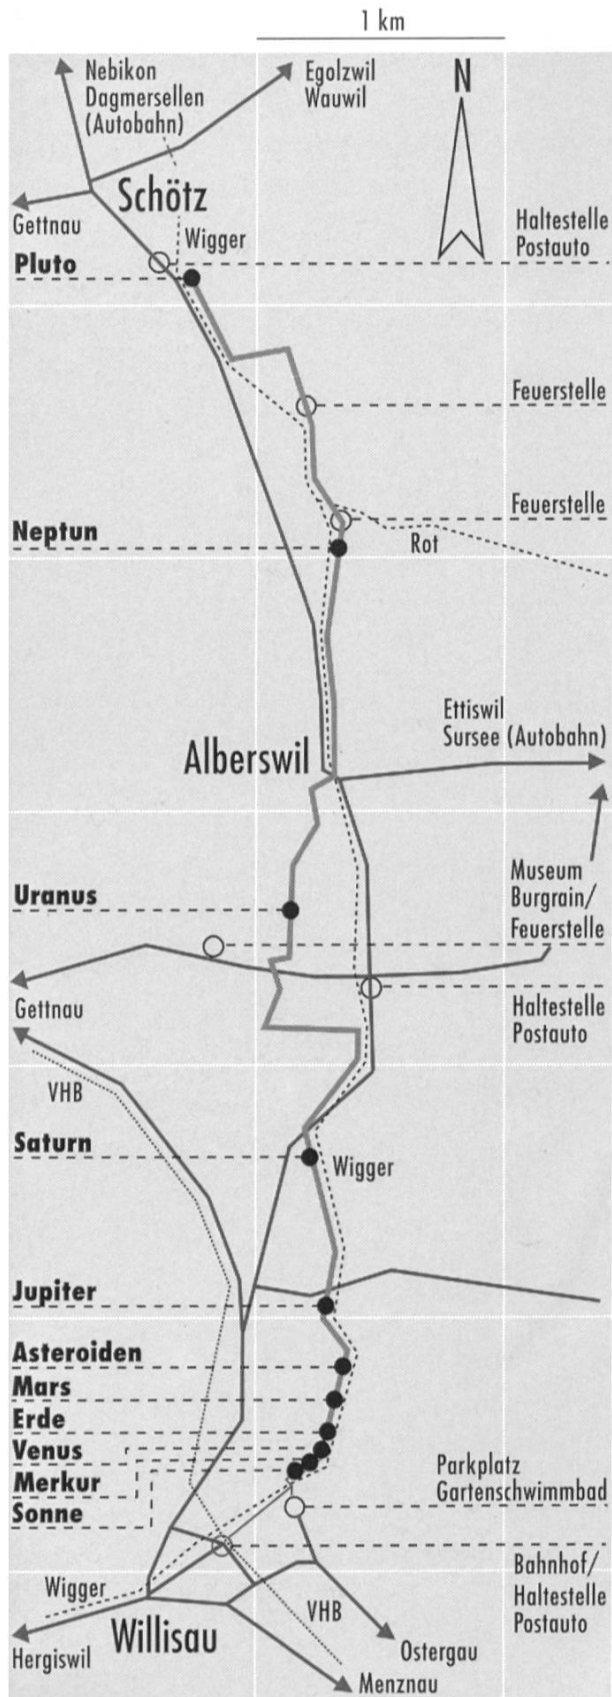 1 km
Nebikon
Dagmersellen
(Autobahn)
Egolzwil
Wauwil
N
Schötz
Gettnau
Wigger
Haltestelle
Postauto
Pluto
Feuerstelle
Feuerstelle
Neptun
Rot
Ettiswil
Sursee (Autobahn)
Alberswil
Museum
Burgrain/
Feuerstelle
Uranus
Gettnau
Haltestelle
Postauto
VHB
Saturn
Wigger
Jupiter
Asteroiden
Mars
Erde
Venus
Merkur
Sonne
Parkplatz
Gartenschwimmbad
Bahnhof/
Haltestelle
Postauto
Wigger
VHB
Willisau
Hergiswil
Ostergau
Menznau